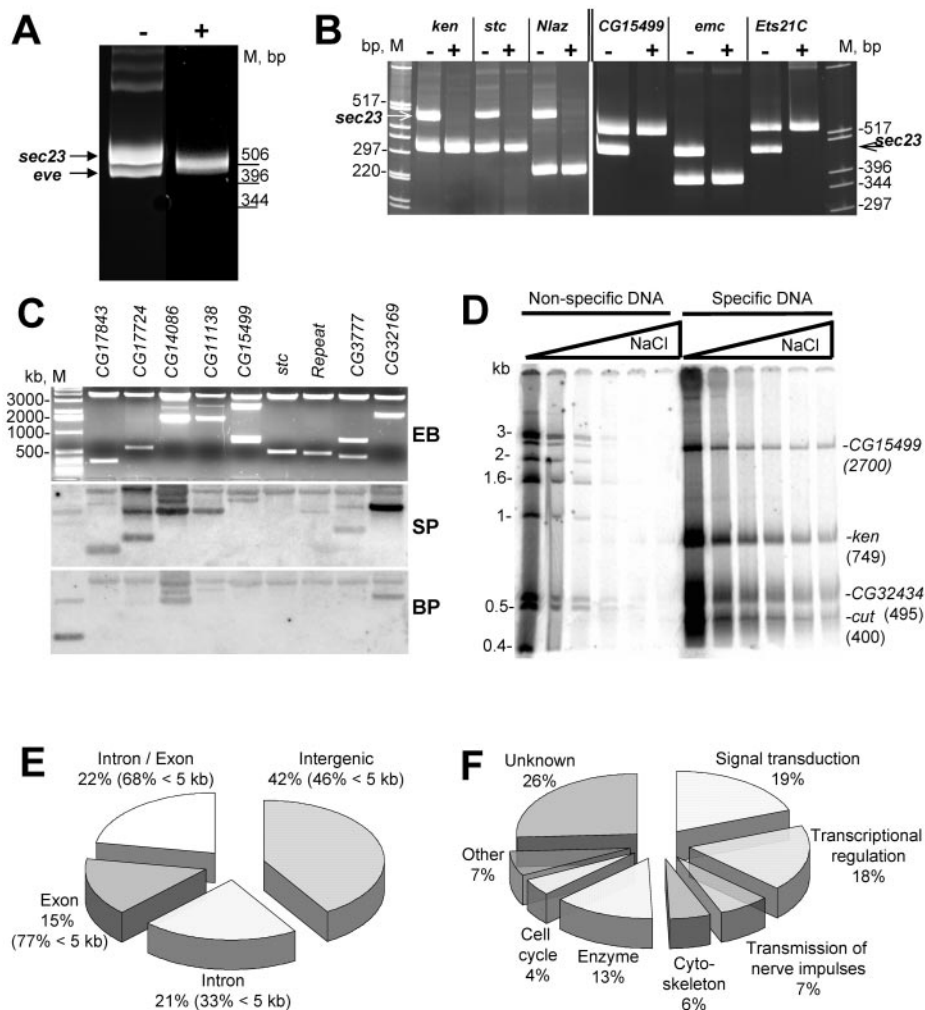 A
- +
M, bp
sec23
eve
506
396
344
B
ken stc Nlaz CG15499 emc Ets21C
bp, M - + - + - + - + - + - + M
517-
sec23
297-
220-
-517
sec23
-396
-344
-297
C
CG17843
CG17724
CG14086
CG11138
CG15499
stc
Repeat
CG3777
CG32169
kb, M
3000-
2000-
1000-
500-
EB
SP
BP
D
Non-specific DNA Specific DNA
NaCl NaCl
kb
3-
2-
1.6-
1-
0.5-
0.4-
-CG15499
(2700)
-ken
(749)
-CG32434
-cut (495)
(400)
E
Intron / Exon
22% (68% < 5 kb)
Intergenic
42% (46% < 5 kb)
Exon
15%
(77% < 5 kb)
Intron
21% (33% < 5 kb)
F
Unknown
26%
Signal transduction
19%
Transcriptional
regulation
18%
Transmission of
nerve impulses
7%
Cyto-
skeleton
6%
Enzyme
13%
Cell
cycle
4%
Other
7%